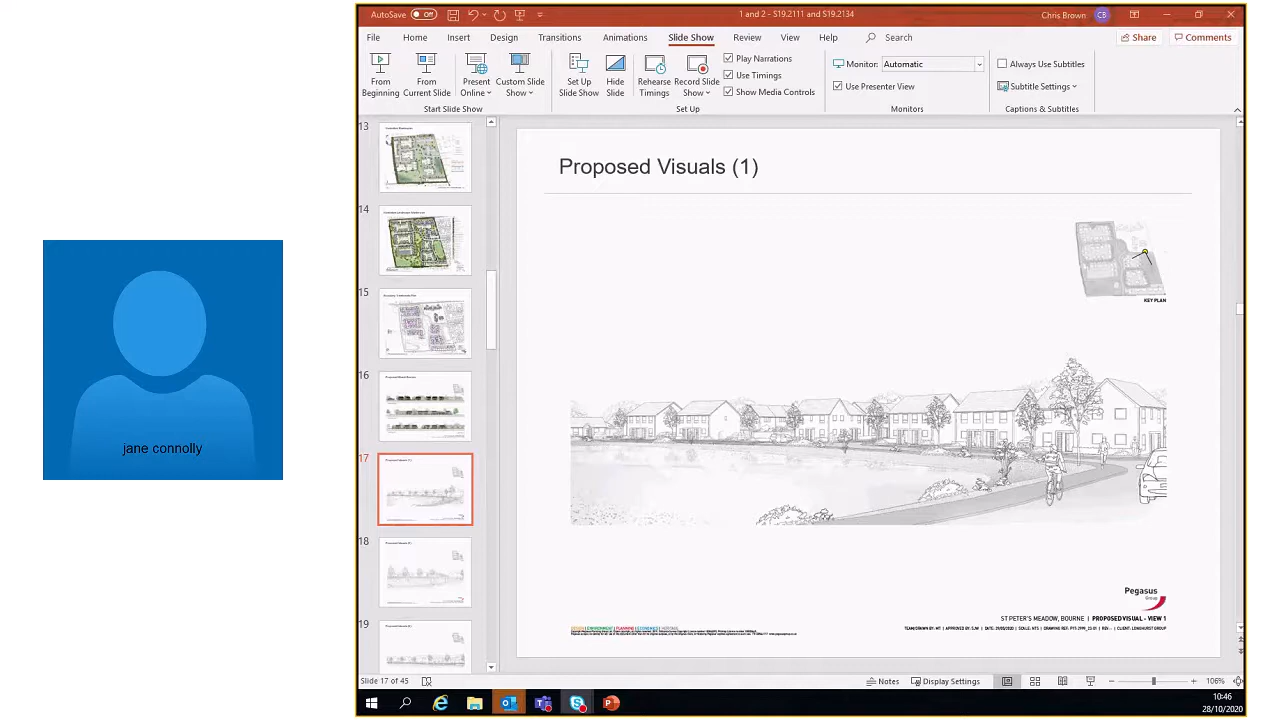 AutoSave Off
1 and 2 - S19.2111 and S19.2134
Chris Brown CB
File Home Insert Design Transitions Animations Slide Show Review View Help Search
Share Comments
From Beginning
From Current Slide
Present Online
Custom Slide Show
Start Slide Show
Set Up Slide Show
Hide Slide
Rehearse Timings
Record Slide Show
Play Narrations
Use Timings
Show Media Controls
Set Up
Monitor: Automatic
Use Presenter View
Monitors
Always Use Subtitles
Subtitle Settings
Captions & Subtitles
13
14
15
16
17
18
19
Proposed Visuals (1)
KEY PLAN
Pegasus
Group
ST PETER'S MEADOW, BOURNE | PROPOSED VISUAL - VIEW 1
jane connolly
Slide 17 of 45
Notes Display Settings 106%
10:46
28/10/2020